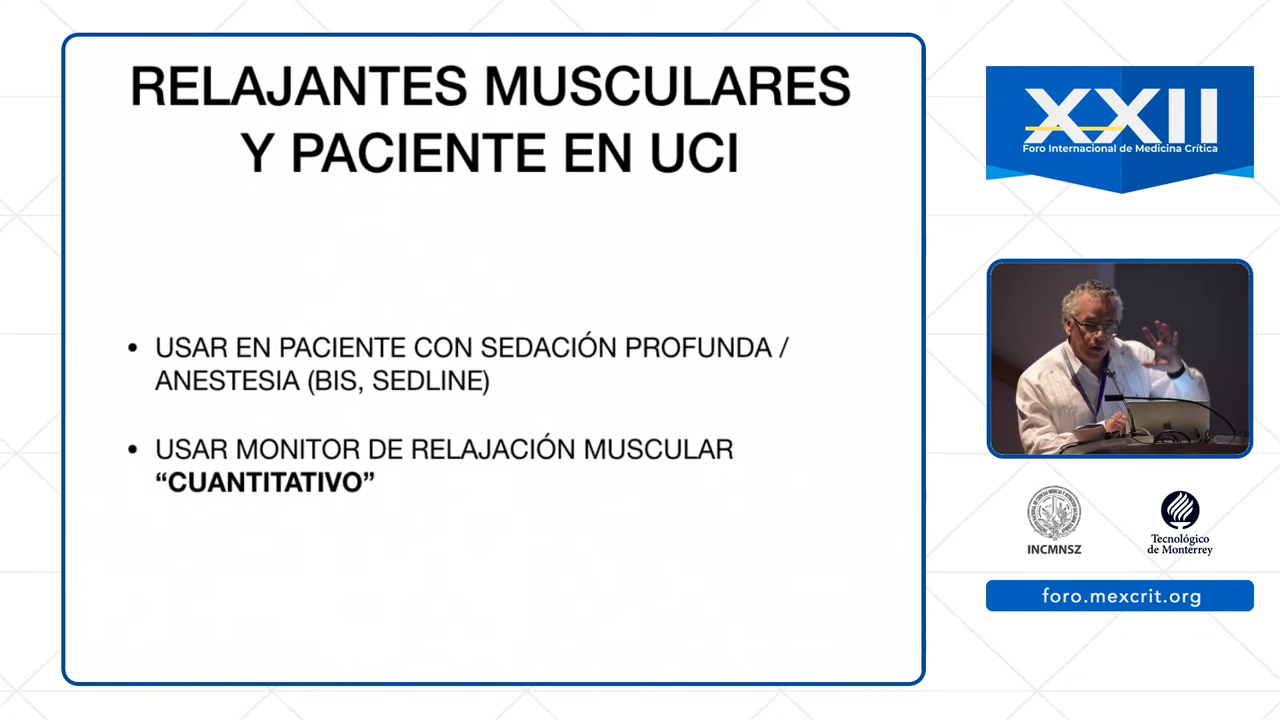 RELAJANTES MUSCULARES
Y PACIENTE EN UCI
• USAR EN PACIENTE CON SEDACIÓN PROFUNDA /
ANESTESIA (BIS, SEDLINE)
• USAR MONITOR DE RELAJACIÓN MUSCULAR
“CUANTITATIVO”
XXII
Foro Internacional de Medicina Crítica
INCMNSZ
Tecnológico
de Monterrey
foro.mexcrit.org